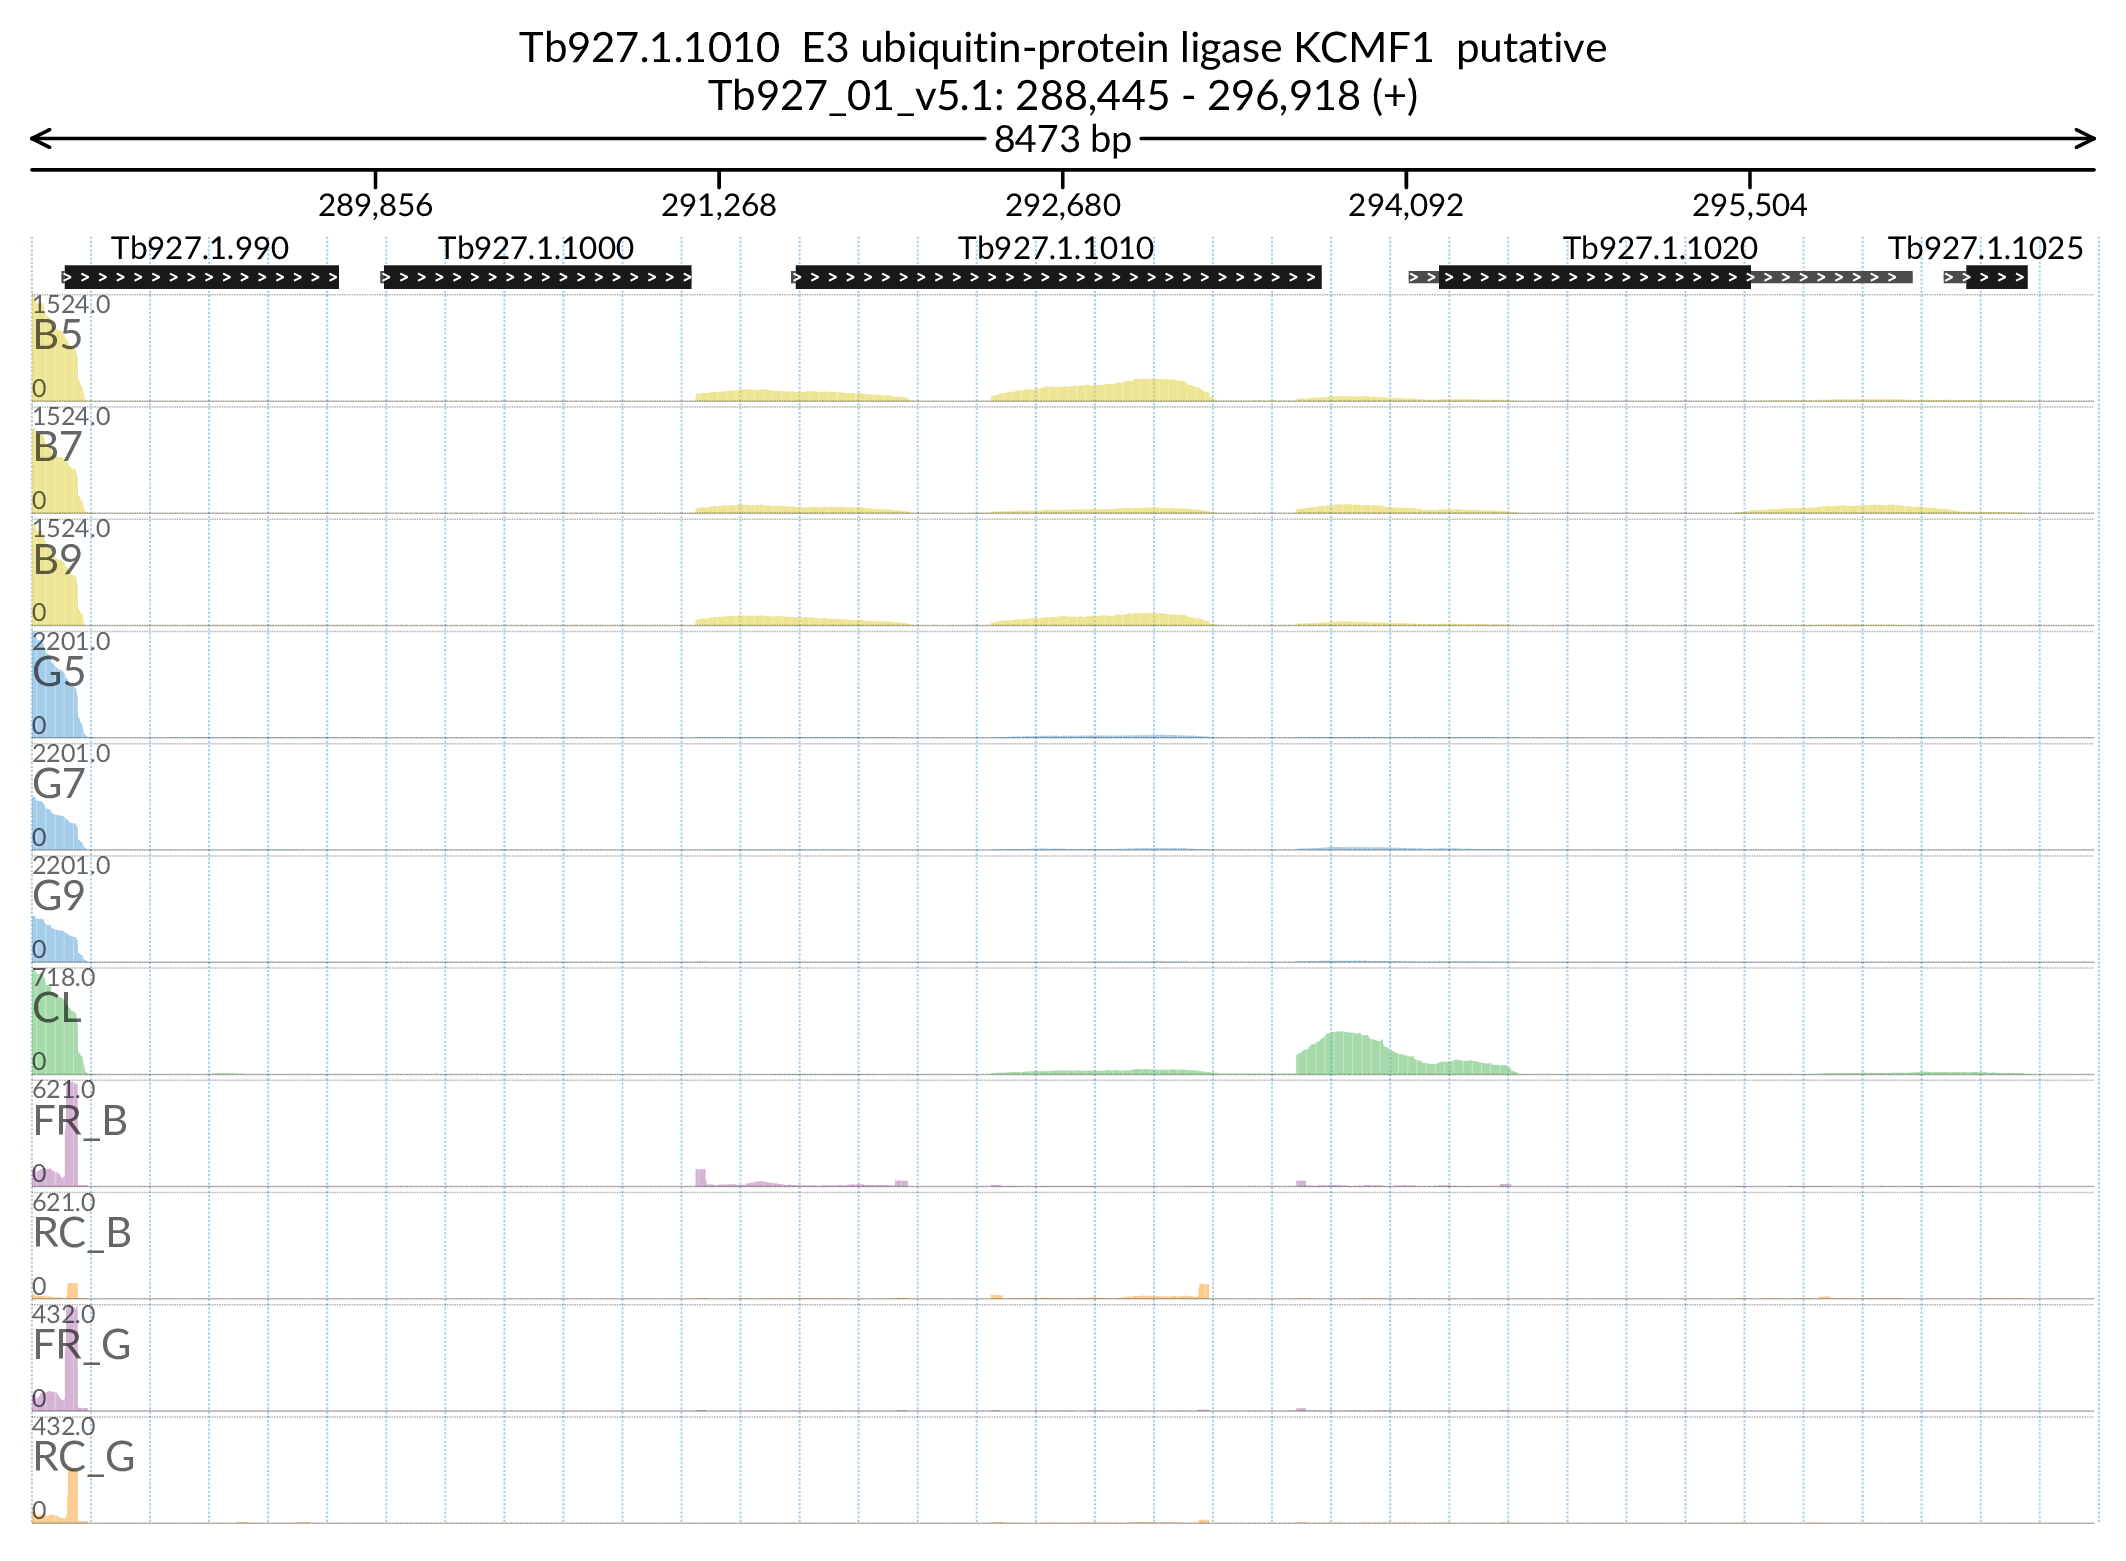 Tb927.1.1010  E3 ubiquitin-protein ligase KCMF1  putative
Tb927_01_v5.1: 288,445 - 296,918 (+)
8473 bp
289,856 291,268 292,680 294,092 295,504
Tb927.1.990 Tb927.1.1000 Tb927.1.1010 Tb927.1.1020 Tb927.1.1025
1524.0
B5
0
1524.0
B7
0
1524.0
B9
0
2201.0
G5
0
2201.0
G7
0
2201.0
G9
0
718.0
CL
0
621.0
FR_B
0
621.0
RC_B
0
432.0
FR_G
0
432.0
RC_G
0